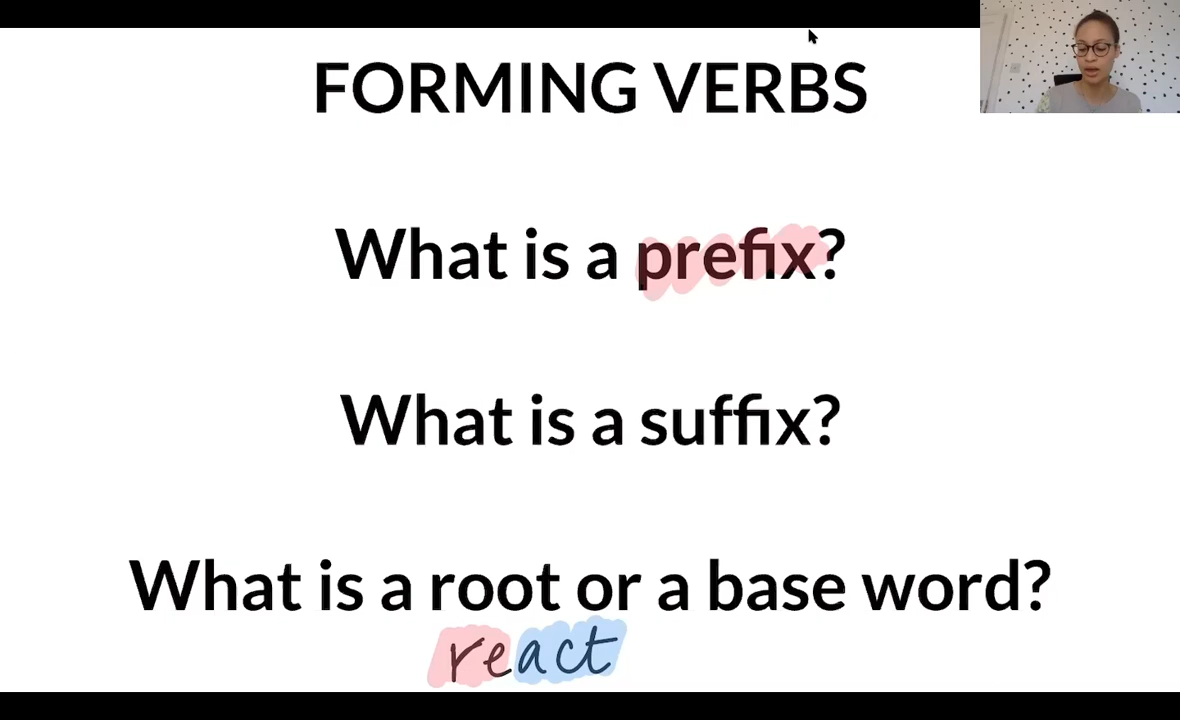 FORMING VERBS
What is a prefix?
What is a suffix?
What is a root or a base word?
react